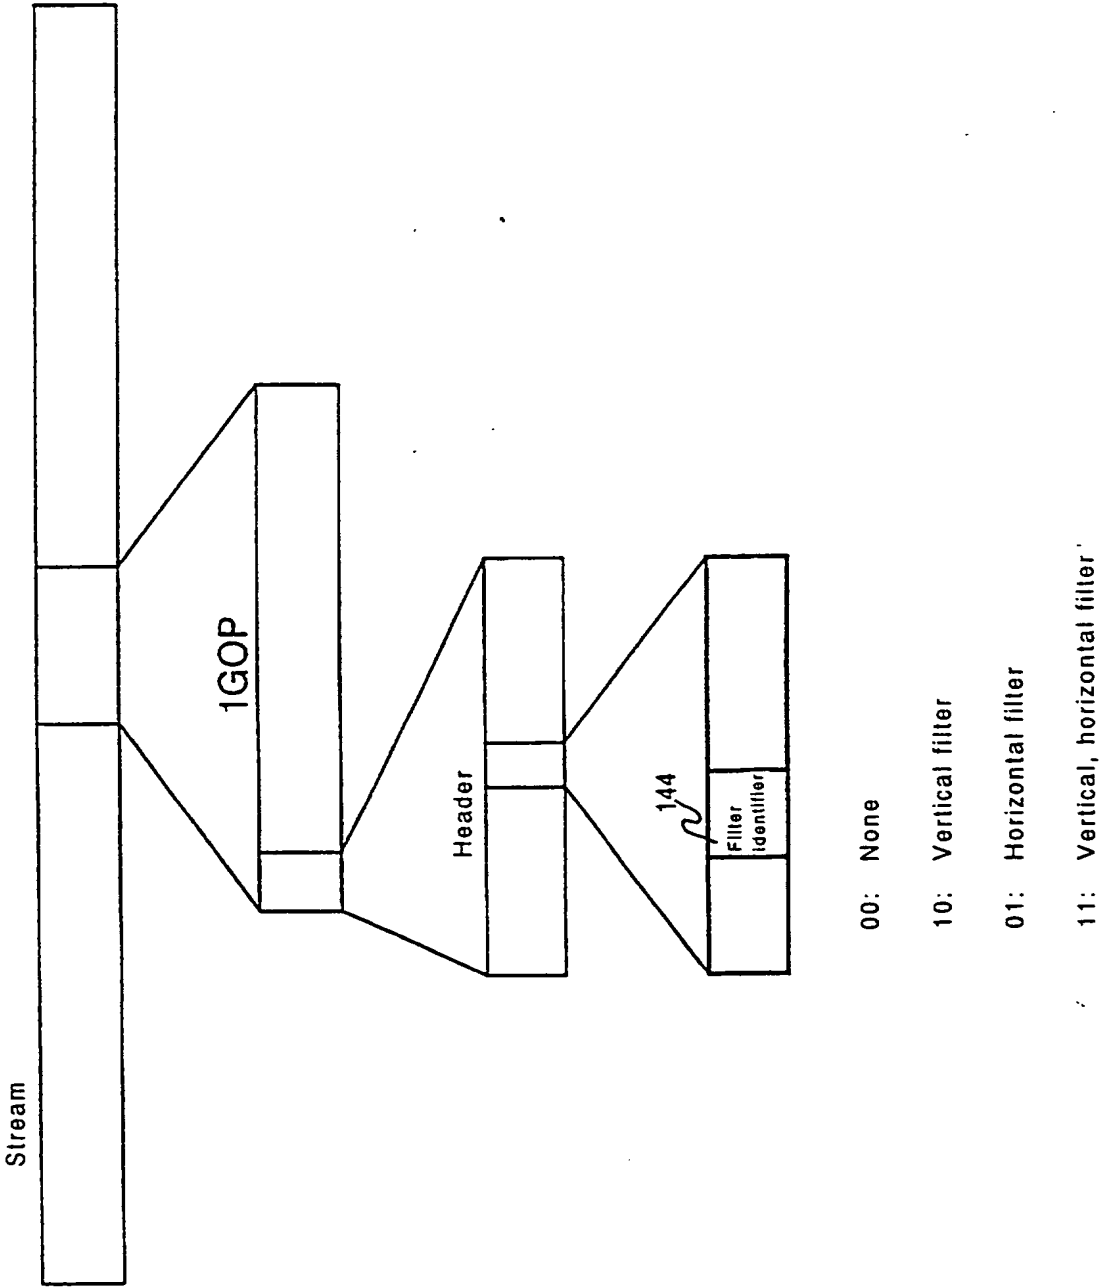 Stream
1GOP
Header
144
Filter
identifier
00: None
10: Vertical filter
01: Horizontal filter
11: Vertical, horizontal filter